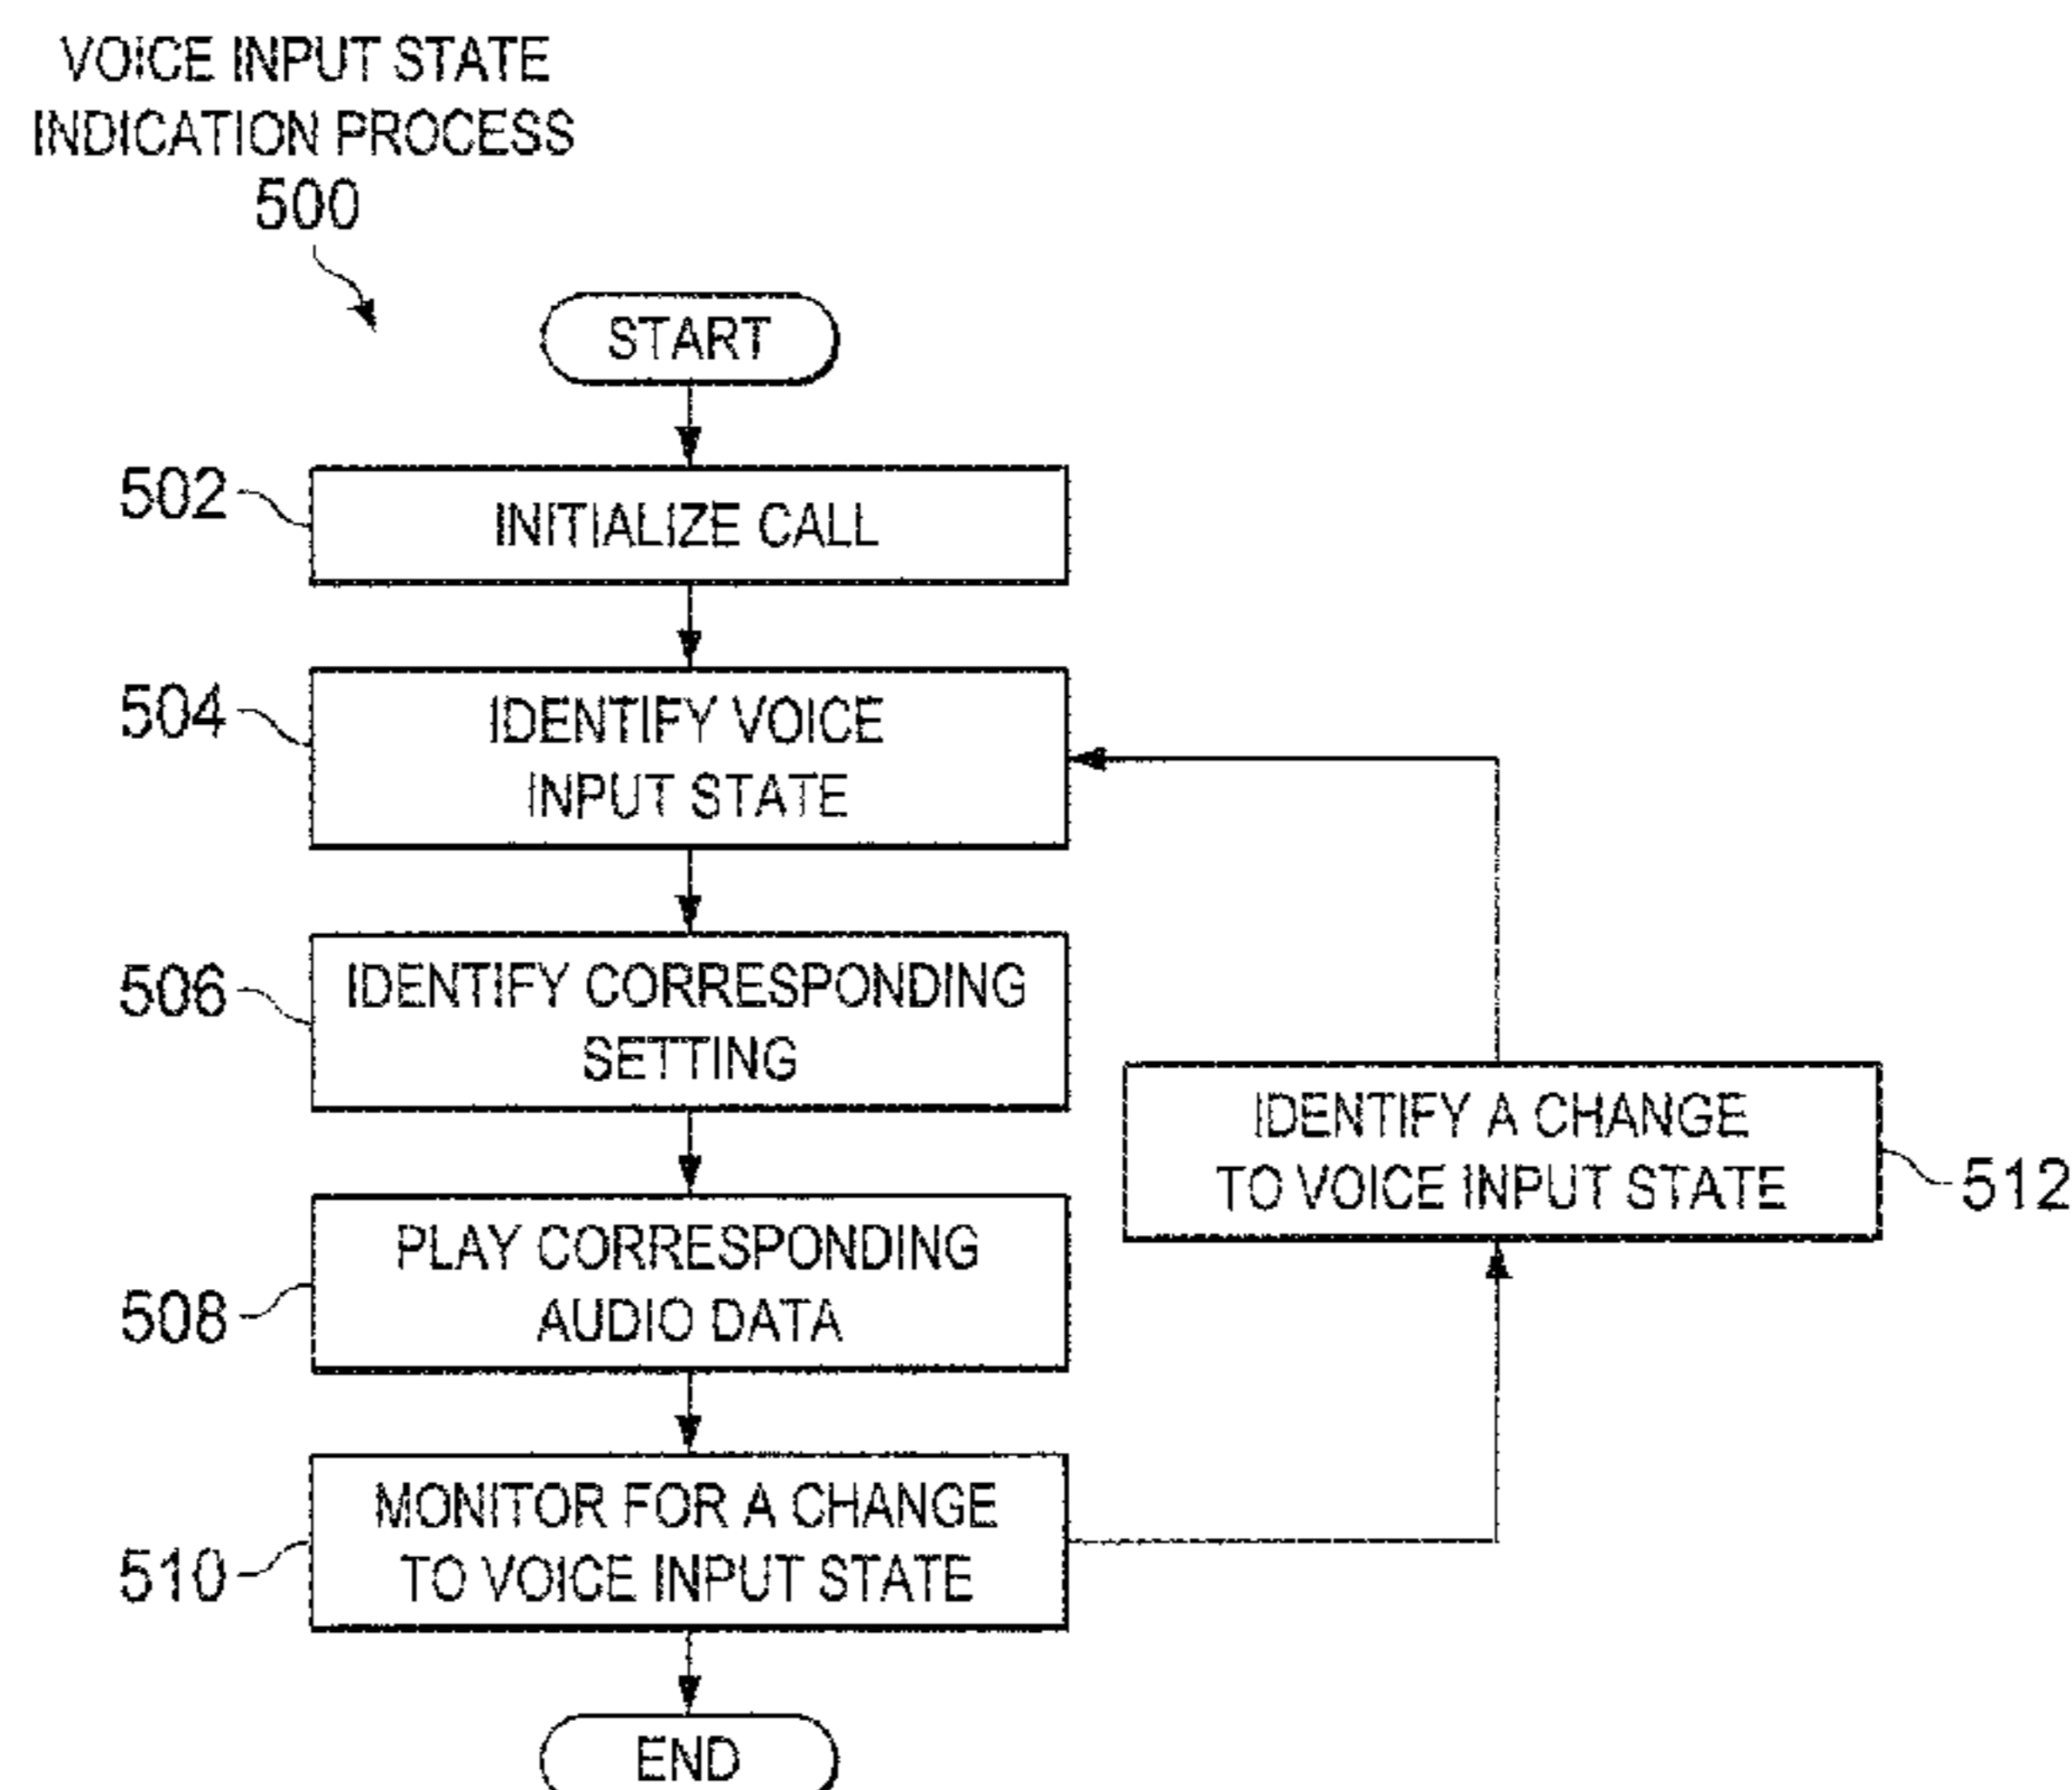 VOICE INPUT STATE
INDICATION PROCESS
500
START
502
INITIALIZE CALL
504
IDENTIFY VOICE
INPUT STATE
506
IDENTIFY CORRESPONDING
SETTING
508
PLAY CORRESPONDING
AUDIO DATA
510
MONITOR FOR A CHANGE
TO VOICE INPUT STATE
IDENTIFY A CHANGE
TO VOICE INPUT STATE
512
END